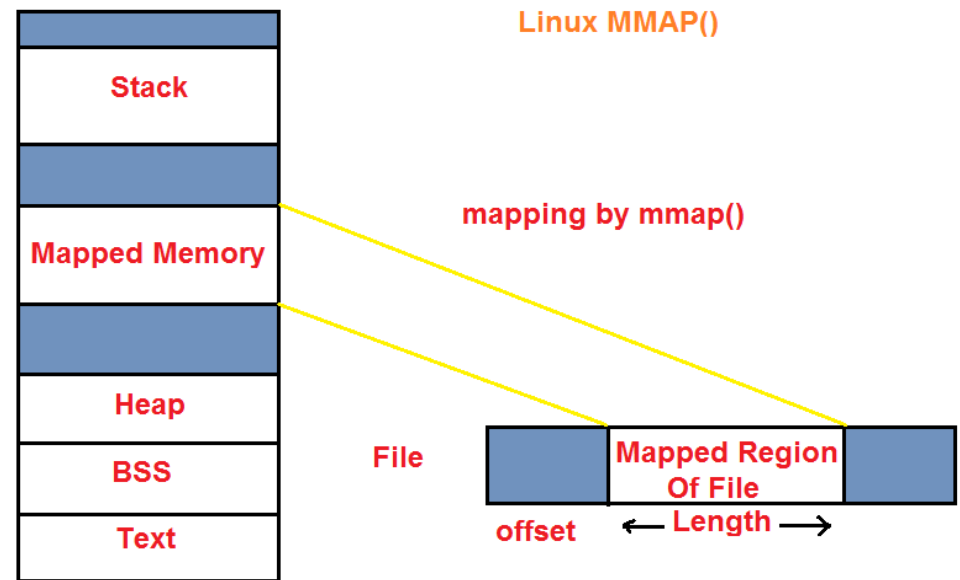 Linux MMAP()
Stack
mapping by mmap()
Mapped Memory
Heap
BSS
Text
File
Mapped Region
Of File
offset
Length